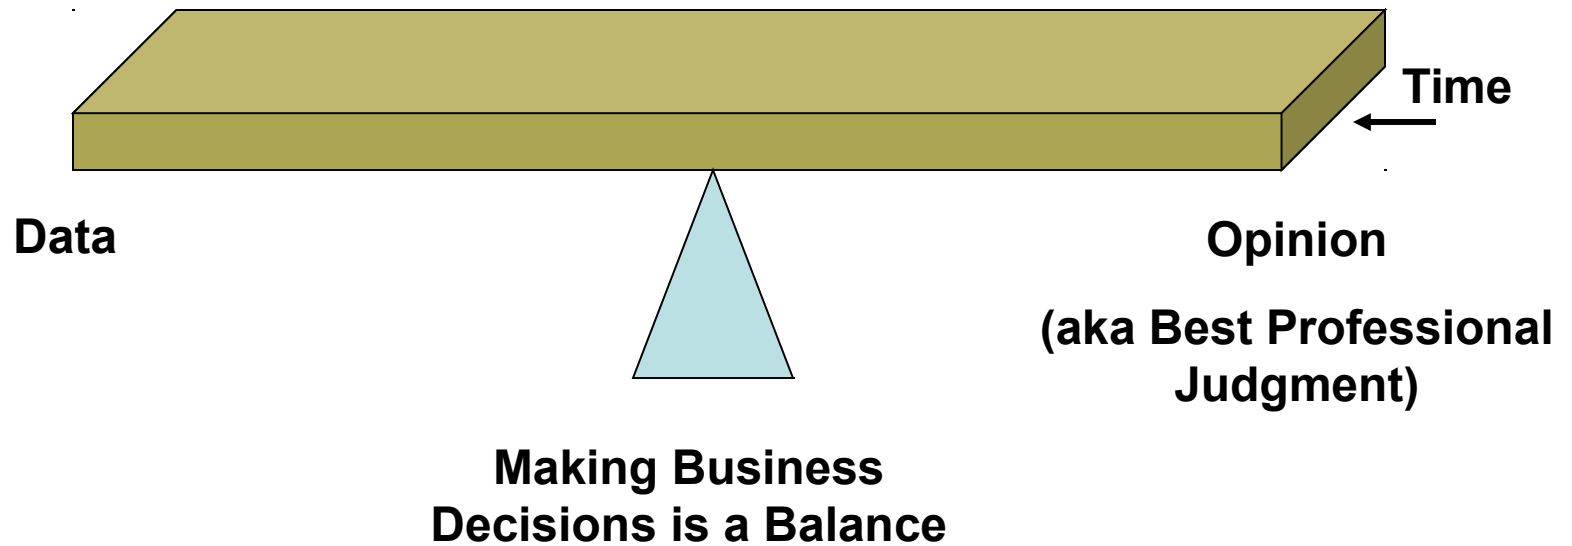 Time
Data
Opinion
(aka Best Professional
Judgment)
Making Business
Decisions is a Balance